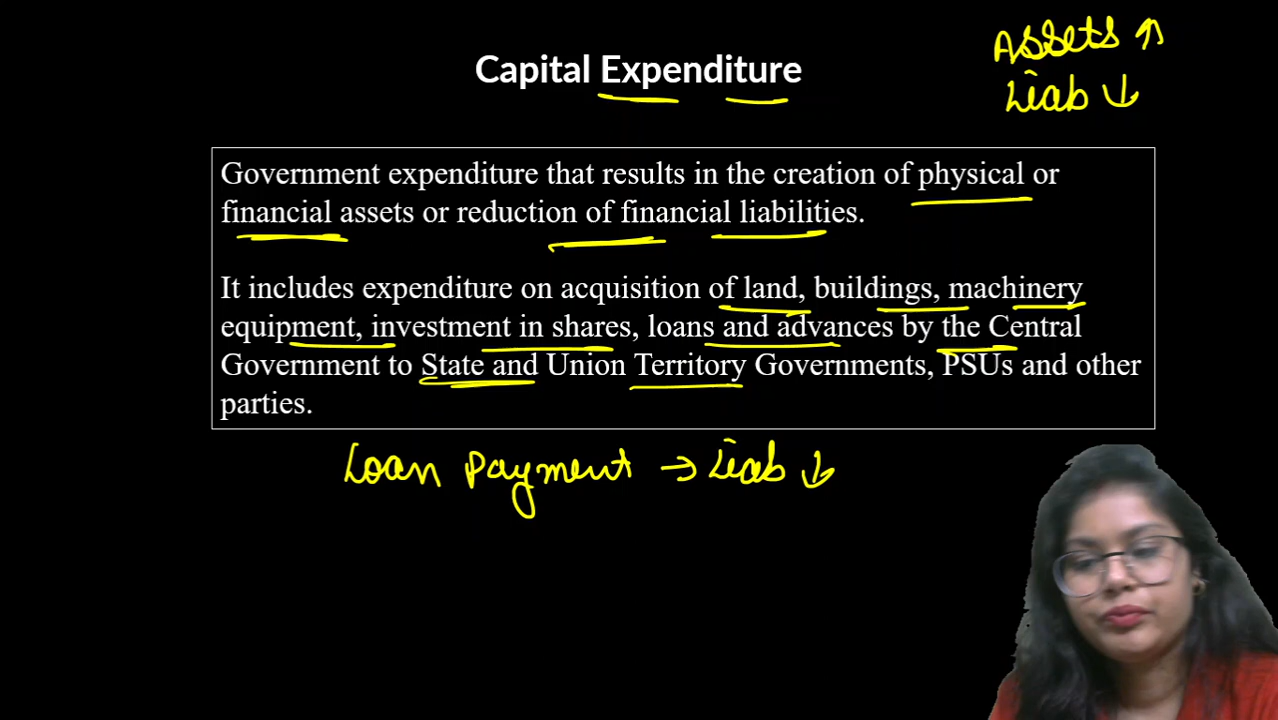 Capital Expenditure
Assets ↑
Liab ↓
Government expenditure that results in the creation of physical or
financial assets or reduction of financial liabilities.
It includes expenditure on acquisition of land, buildings, machinery
equipment, investment in shares, loans and advances by the Central
Government to State and Union Territory Governments, PSUs and other
parties.
Loan Payment → Liab ↓